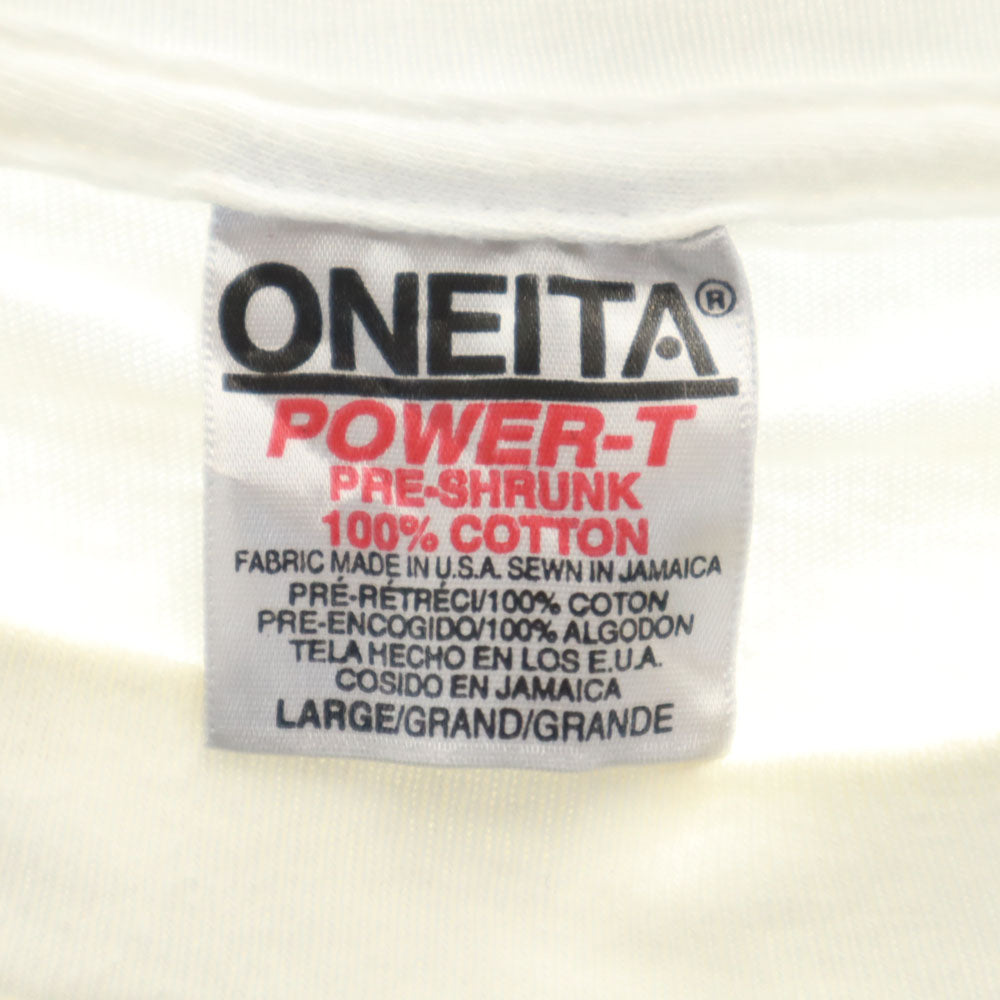 ONEITA®
POWER-T
PRE-SHRUNK
100% COTTON
FABRIC MADE IN U.S.A. SEWN IN JAMAICA
PRÉ-RÉTRÉCI/100% COTON
PRE-ENCOGIDO/100% ALGODON
TELA HECHO EN LOS E.U.A.
COSIDO EN JAMAICA
LARGE/GRAND/GRANDE